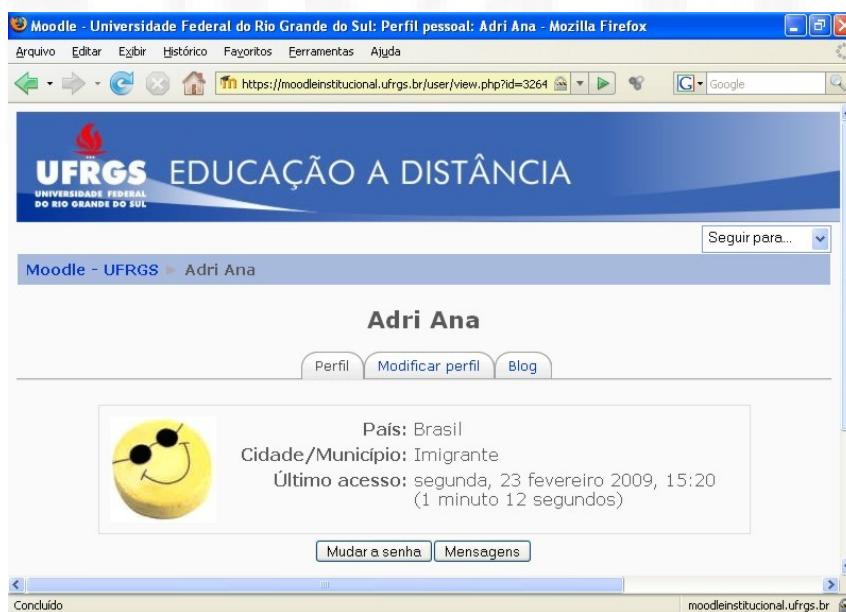 Moodle - Universidade Federal do Rio Grande do Sul: Perfil pessoal: Adri Ana - Mozilla Firefox
Arquivo Editar Exibir Histórico Favoritos Ferramentas Ajuda
https://moodleinstitucional.ufrgs.br/user/view.php?id=3264 G Google
UFRGS EDUCAÇÃO A DISTÂNCIA
UNIVERSIDADE FEDERAL
DO RIO GRANDE DO SUL
Seguir para...
Moodle - UFRGS ► Adri Ana
Adri Ana
Perfil Modificar perfil Blog
País: Brasil
Cidade/Município: Imigrante
Último acesso: segunda, 23 fevereiro 2009, 15:20
(1 minuto 12 segundos)
Mudar a senha Mensagens
Concluído moodleinstitucional.ufrgs.br